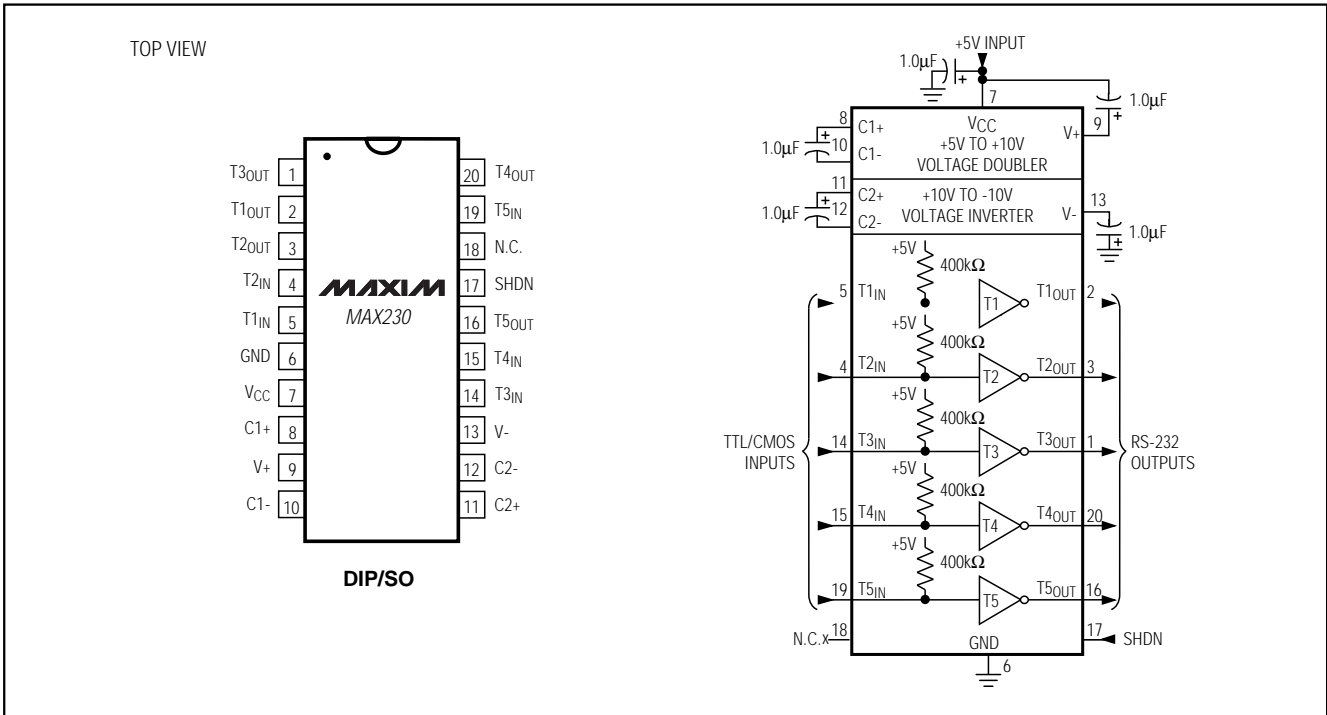 TOP VIEW
T3OUT 1
T1OUT 2
T2OUT 3
T2IN 4
T1IN 5
GND 6
VCC 7
C1+ 8
V+ 9
C1- 10
20 T4OUT
19 T5IN
18 N.C.
17 SHDN
16 T5OUT
15 T4IN
14 T3IN
13 V-
12 C2-
11 C2+
MAXIM
MAX230
DIP/SO
+5V INPUT
1.0µF
+
7
1.0µF
+
8 C1+
1.0µF
+
10 C1-
VCC
+5V TO +10V
VOLTAGE DOUBLER
V+ 9
11 C2+
1.0µF
+
12 C2-
+10V TO -10V
VOLTAGE INVERTER
V- 13
1.0µF
+
+5V
400kΩ
5 T1IN T1 T1OUT 2
+5V
400kΩ
4 T2IN T2 T2OUT 3
+5V
400kΩ
14 T3IN T3 T3OUT 1
TTL/CMOS
INPUTS
RS-232
OUTPUTS
+5V
400kΩ
15 T4IN T4 T4OUT 20
+5V
400kΩ
19 T5IN T5 T5OUT 16
N.C.x 18
GND
6
17 SHDN